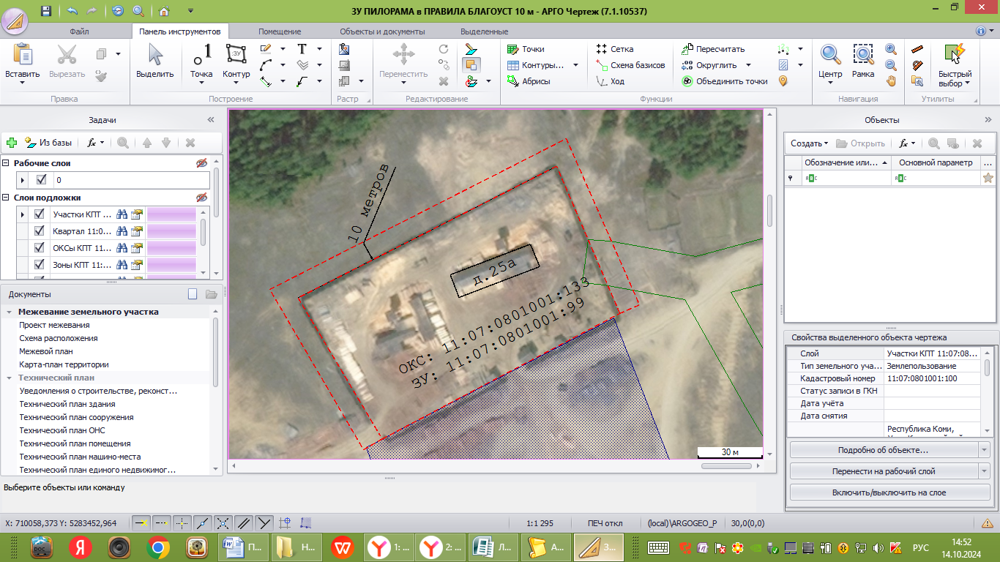 ЗУ ПИЛОРАМА в ПРАВИЛА БЛАГОУСТ 10 м - АРГО Чертеж (7.1.10537)
Файл
Панель инструментов
Помещение
Объекты и документы
Выделенные
Вставить
Вырезать
Правка
Выделить
Точка
Контур
:ЗУ
Построение
Растр
Переместить
Редактирование
Точки
Контуры...
Абрисы
Сетка
Схема базисов
Ход
Пересчитать
Округлить
Объединить точки
Функции
Центр
Рамка
Навигация
Быстрый
выбор
Утилиты
Задачи
Из базы
Рабочие слои
0
Слои подложки
Участки КПТ ...
Квартал 11:0...
ОКСы КПТ 11...
Зоны КПТ 11:...
Документы
Межевание земельного участка
Проект межевания
Схема расположения
Межевой план
Карта-план территории
Технический план
Уведомления о строительстве, реконст...
Технический план здания
Технический план сооружения
Технический план ОНС
Технический план помещения
Технический план машино-места
Технический план единого недвижимог...
10 метров
д.25а
ОКС: 11:07:0801001:133
ЗУ: 11:07:0801001:99
30 м
Объекты
Создать
Открыть
Обозначение или...
Основной параметр
...
Свойства выделенного объекта чертежа
Слой Участки КПТ 11:07:08...
Тип земельного уча... Землепользование
Кадастровый номер 11:07:0801001:100
Статус записи в ГКН
Дата учёта
Дата снятия
Республика Коми,
Подробно об объекте...
Перенести на рабочий слой
Включить/выключить на слое
Выберите объекты или команду
X: 710058,373 Y: 5283452,964
1:1 295
ПЕЧ откл
(local)\ARGOGEO_P
30,0(0,0)
П...
Н...
1: ...
2: ...
Л...
А...
З...
РУС
14:52
14.10.2024